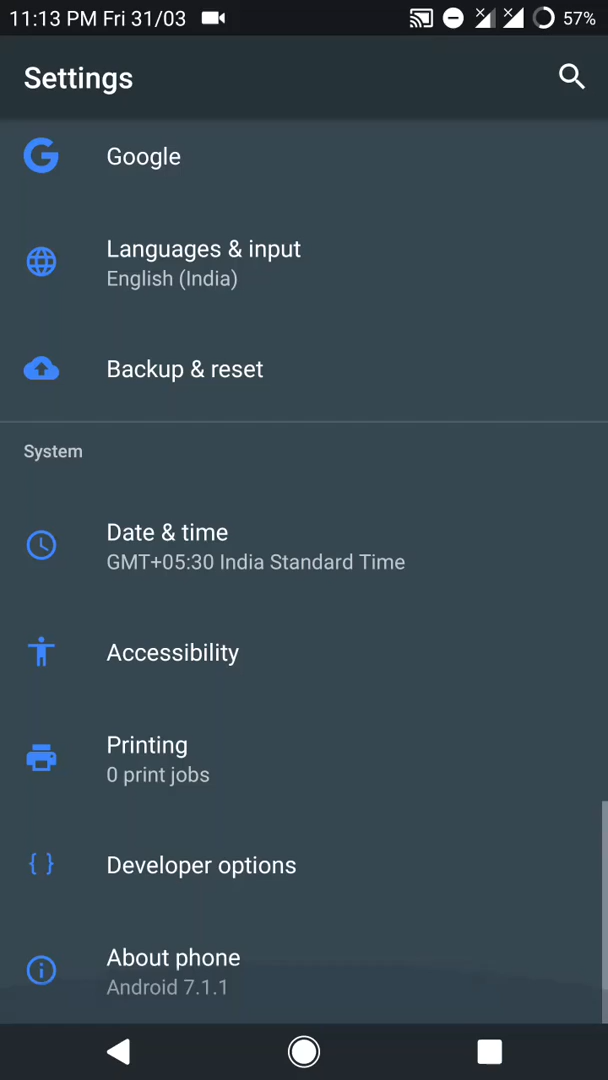 11:13 PM Fri 31/03 57%
Settings
Google
Languages & input
English (India)
Backup & reset
System
Date & time
GMT+05:30 India Standard Time
Accessibility
Printing
0 print jobs
{ } Developer options
About phone
Android 7.1.1